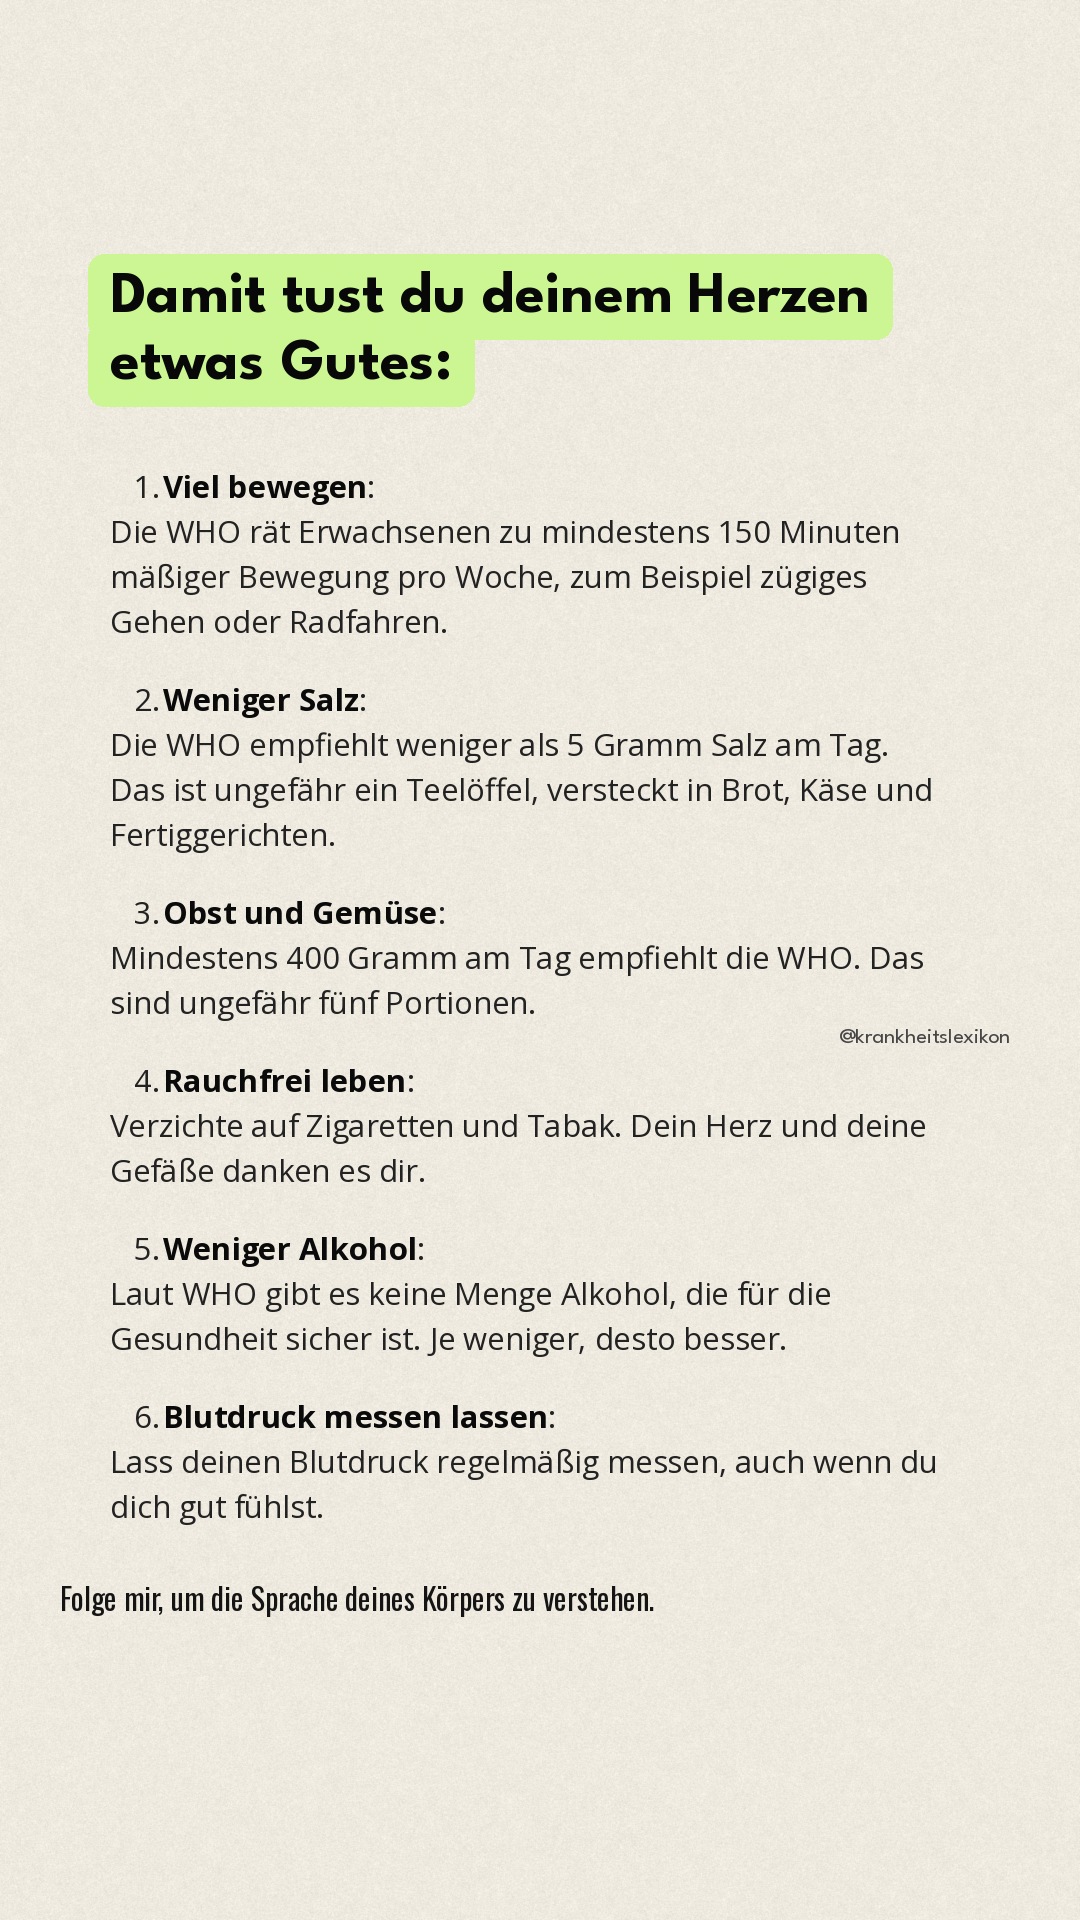 Damit tust du deinem Herzen
etwas Gutes:
1. Viel bewegen:
Die WHO rät Erwachsenen zu mindestens 150 Minuten
mäßiger Bewegung pro Woche, zum Beispiel zügiges
Gehen oder Radfahren.
2. Weniger Salz:
Die WHO empfiehlt weniger als 5 Gramm Salz am Tag.
Das ist ungefähr ein Teelöffel, versteckt in Brot, Käse und
Fertiggerichten.
3. Obst und Gemüse:
Mindestens 400 Gramm am Tag empfiehlt die WHO. Das
sind ungefähr fünf Portionen.
@krankheitslexikon
4. Rauchfrei leben:
Verzichte auf Zigaretten und Tabak. Dein Herz und deine
Gefäße danken es dir.
5. Weniger Alkohol:
Laut WHO gibt es keine Menge Alkohol, die für die
Gesundheit sicher ist. Je weniger, desto besser.
6. Blutdruck messen lassen:
Lass deinen Blutdruck regelmäßig messen, auch wenn du
dich gut fühlst.
Folge mir, um die Sprache deines Körpers zu verstehen.